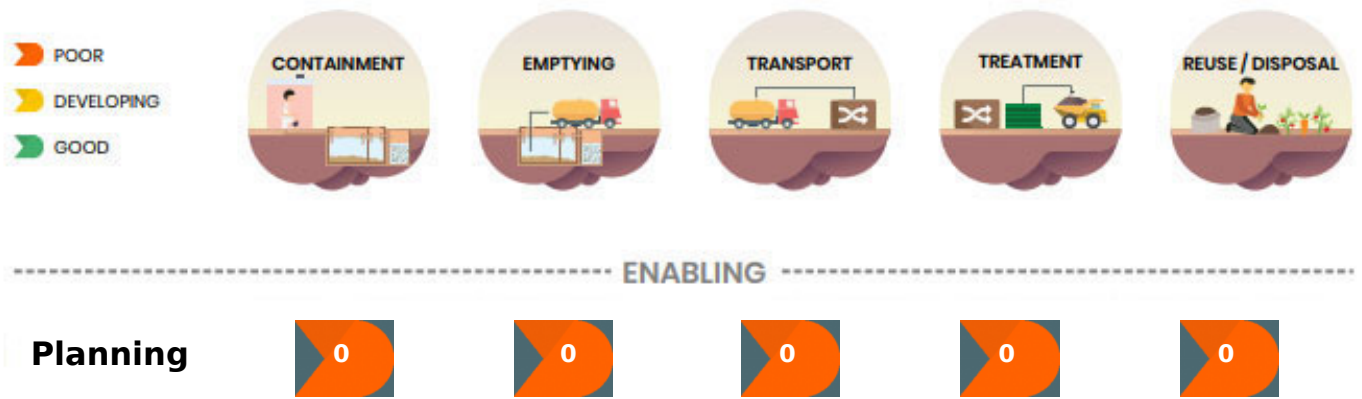 POOR
DEVELOPING
GOOD
CONTAINMENT
EMPTYING
TRANSPORT
TREATMENT
REUSE / DISPOSAL
ENABLING
Planning 0 0 0 0 0